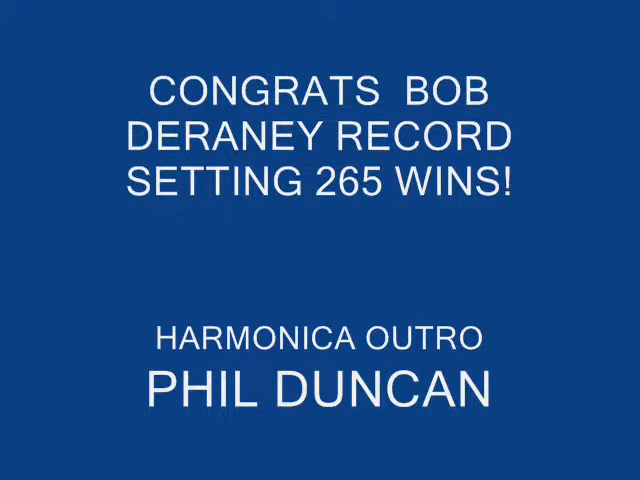 CONGRATS  BOB
DERANEY RECORD
SETTING 265 WINS!
HARMONICA OUTRO
PHIL DUNCAN